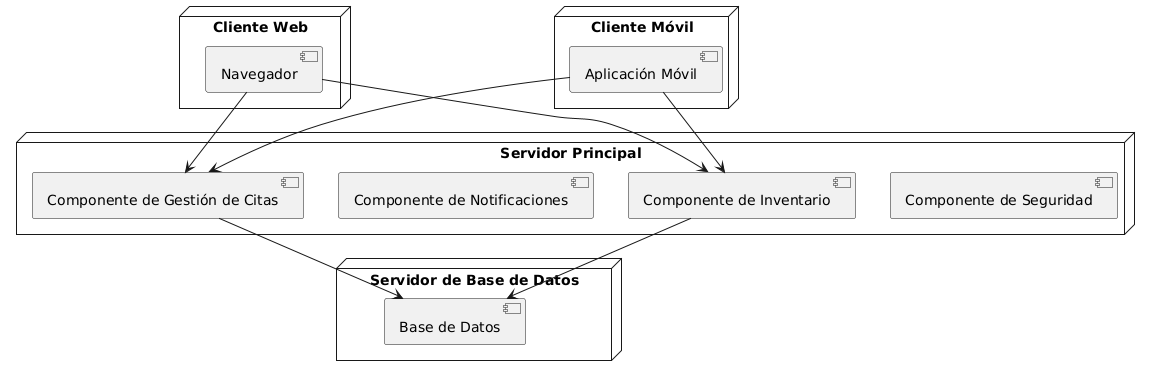 Cliente Web
Cliente Móvil
Navegador
Aplicación Móvil
Servidor Principal
Componente de Gestión de Citas
Componente de Notificaciones
Componente de Inventario
Componente de Seguridad
Servidor de Base de Datos
Base de Datos